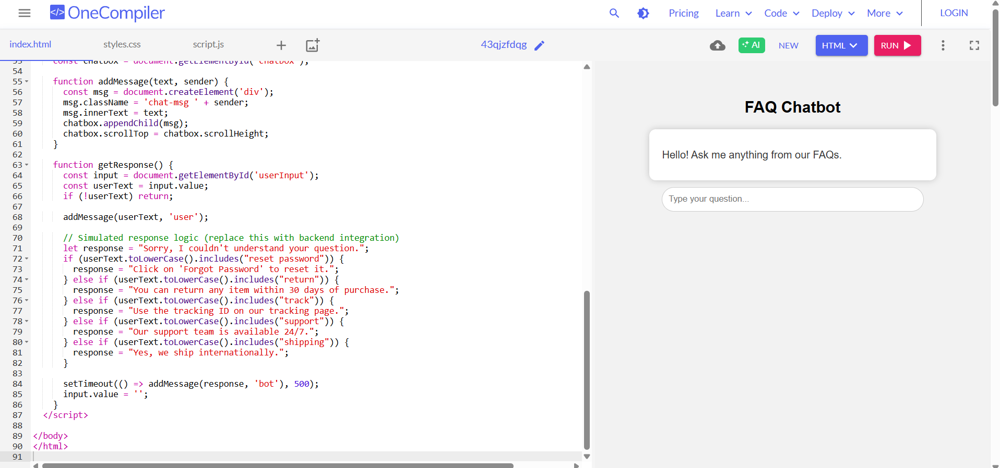 OneCompiler
Pricing
Learn
Code
Deploy
More
LOGIN
index.html
styles.css
script.js
43qjzfdqg
AI
NEW
HTML
RUN
53 const chatbox = document.getElementById('chatbox');
54
55 function addMessage(text, sender) {
56 const msg = document.createElement('div');
57 msg.className = 'chat-msg ' + sender;
58 msg.innerText = text;
59 chatbox.appendChild(msg);
60 chatbox.scrollTop = chatbox.scrollHeight;
61 }
62
63 function getResponse() {
64 const input = document.getElementById('userInput');
65 const userText = input.value;
66 if (!userText) return;
67
68 addMessage(userText, 'user');
69
70 // Simulated response logic (replace this with backend integration)
71 let response = "Sorry, I couldn't understand your question.";
72 if (userText.toLowerCase().includes("reset password")) {
73 response = "Click on 'Forgot Password' to reset it.";
74 } else if (userText.toLowerCase().includes("return")) {
75 response = "You can return any item within 30 days of purchase.";
76 } else if (userText.toLowerCase().includes("track")) {
77 response = "Use the tracking ID on our tracking page.";
78 } else if (userText.toLowerCase().includes("support")) {
79 response = "Our support team is available 24/7.";
80 } else if (userText.toLowerCase().includes("shipping")) {
81 response = "Yes, we ship internationally.";
82 }
83
84 setTimeout(() => addMessage(response, 'bot'), 500);
85 input.value = '';
86 }
87 </script>
88
89 </body>
90 </html>
91
FAQ Chatbot
Hello! Ask me anything from our FAQs.
Type your question...